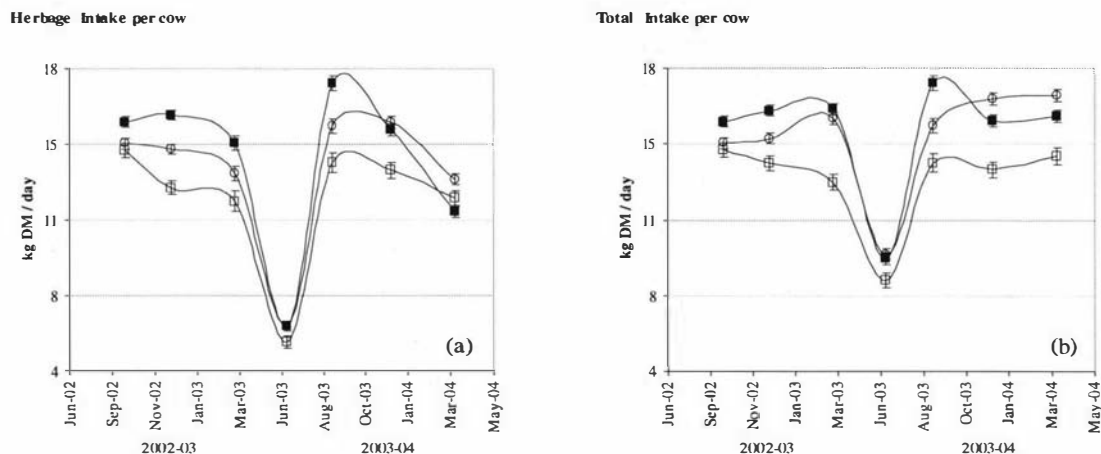 Herbage Intake per cow
Total Intake per cow
kg DM / day
18
15
11
8
4
(a)
Jun-02
Sep-02
Nov-02
Jan-03
Mar-03
Jun-03
Aug-03
Oct-03
Jan-04
Mar-04
May-04
2002-03
2003-04
kg DM / day
18
15
11
8
4
(b)
Jun-02
Sep-02
Nov-02
Jan-03
Mar-03
Jun-03
Aug-03
Oct-03
Jan-04
Mar-04
May-04
2002-03
2003-04